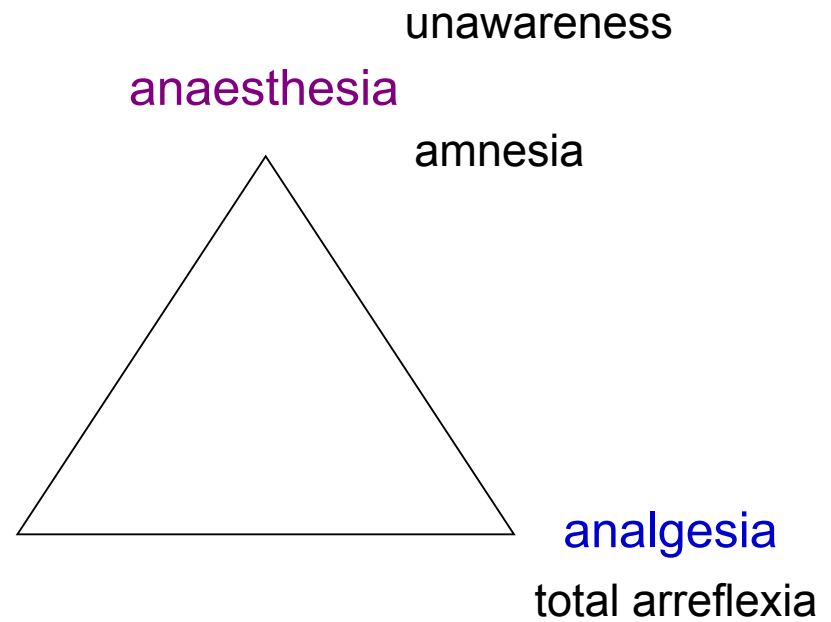 unawareness
anaesthesia
amnesia
analgesia
total arreflexia